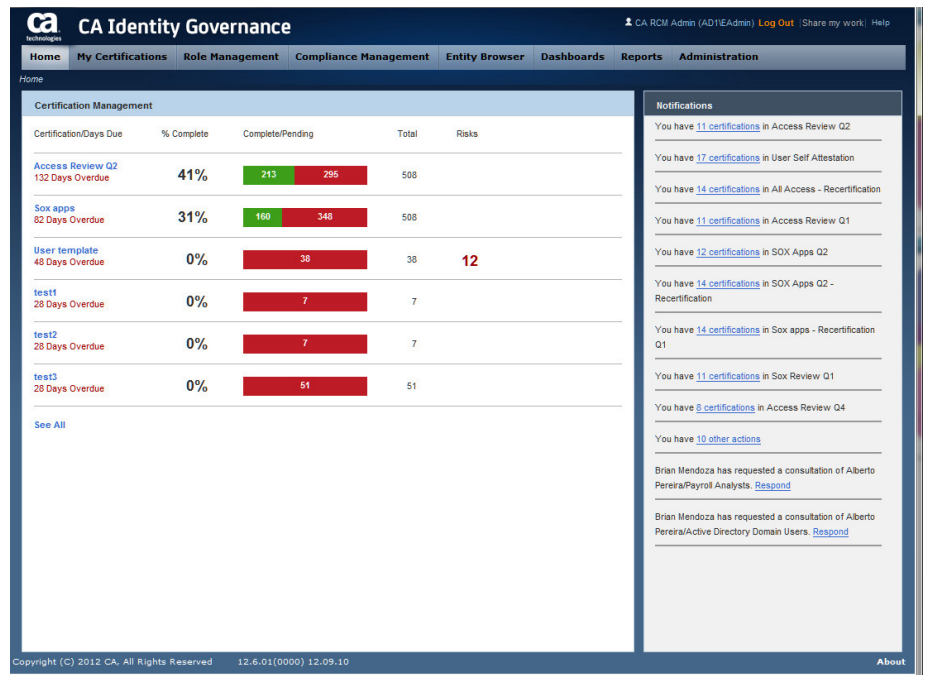 ca
technologies
CA Identity Governance
CA RCM Admin (AD1\EAdmin) Log Out | Share my work | Help
Home My Certifications Role Management Compliance Management Entity Browser Dashboards Reports Administration
Home
Certification Management
Certification/Days Due % Complete Complete/Pending Total Risks
Access Review Q2
132 Days Overdue
41% 213 295 508
Sox apps
82 Days Overdue
31% 160 348 508
User template
48 Days Overdue
0% 38 38 12
test1
28 Days Overdue
0% 7 7
test2
28 Days Overdue
0% 7 7
test3
28 Days Overdue
0% 51 51
See All
Notifications
You have 11 certifications in Access Review Q2
You have 17 certifications in User Self Attestation
You have 14 certifications in All Access - Recertification
You have 11 certifications in Access Review Q1
You have 12 certifications in SOX Apps Q2
You have 14 certifications in SOX Apps Q2 -
Recertification
You have 14 certifications in Sox apps - Recertification
Q1
You have 11 certifications in Sox Review Q1
You have 8 certifications in Access Review Q4
You have 10 other actions
Brian Mendoza has requested a consultation of Alberto
Pereira/Payroll Analysts. Respond
Brian Mendoza has requested a consultation of Alberto
Pereira/Active Directory Domain Users. Respond
Copyright (C) 2012 CA, All Rights Reserved 12.6.01(0000) 12.09.10
About